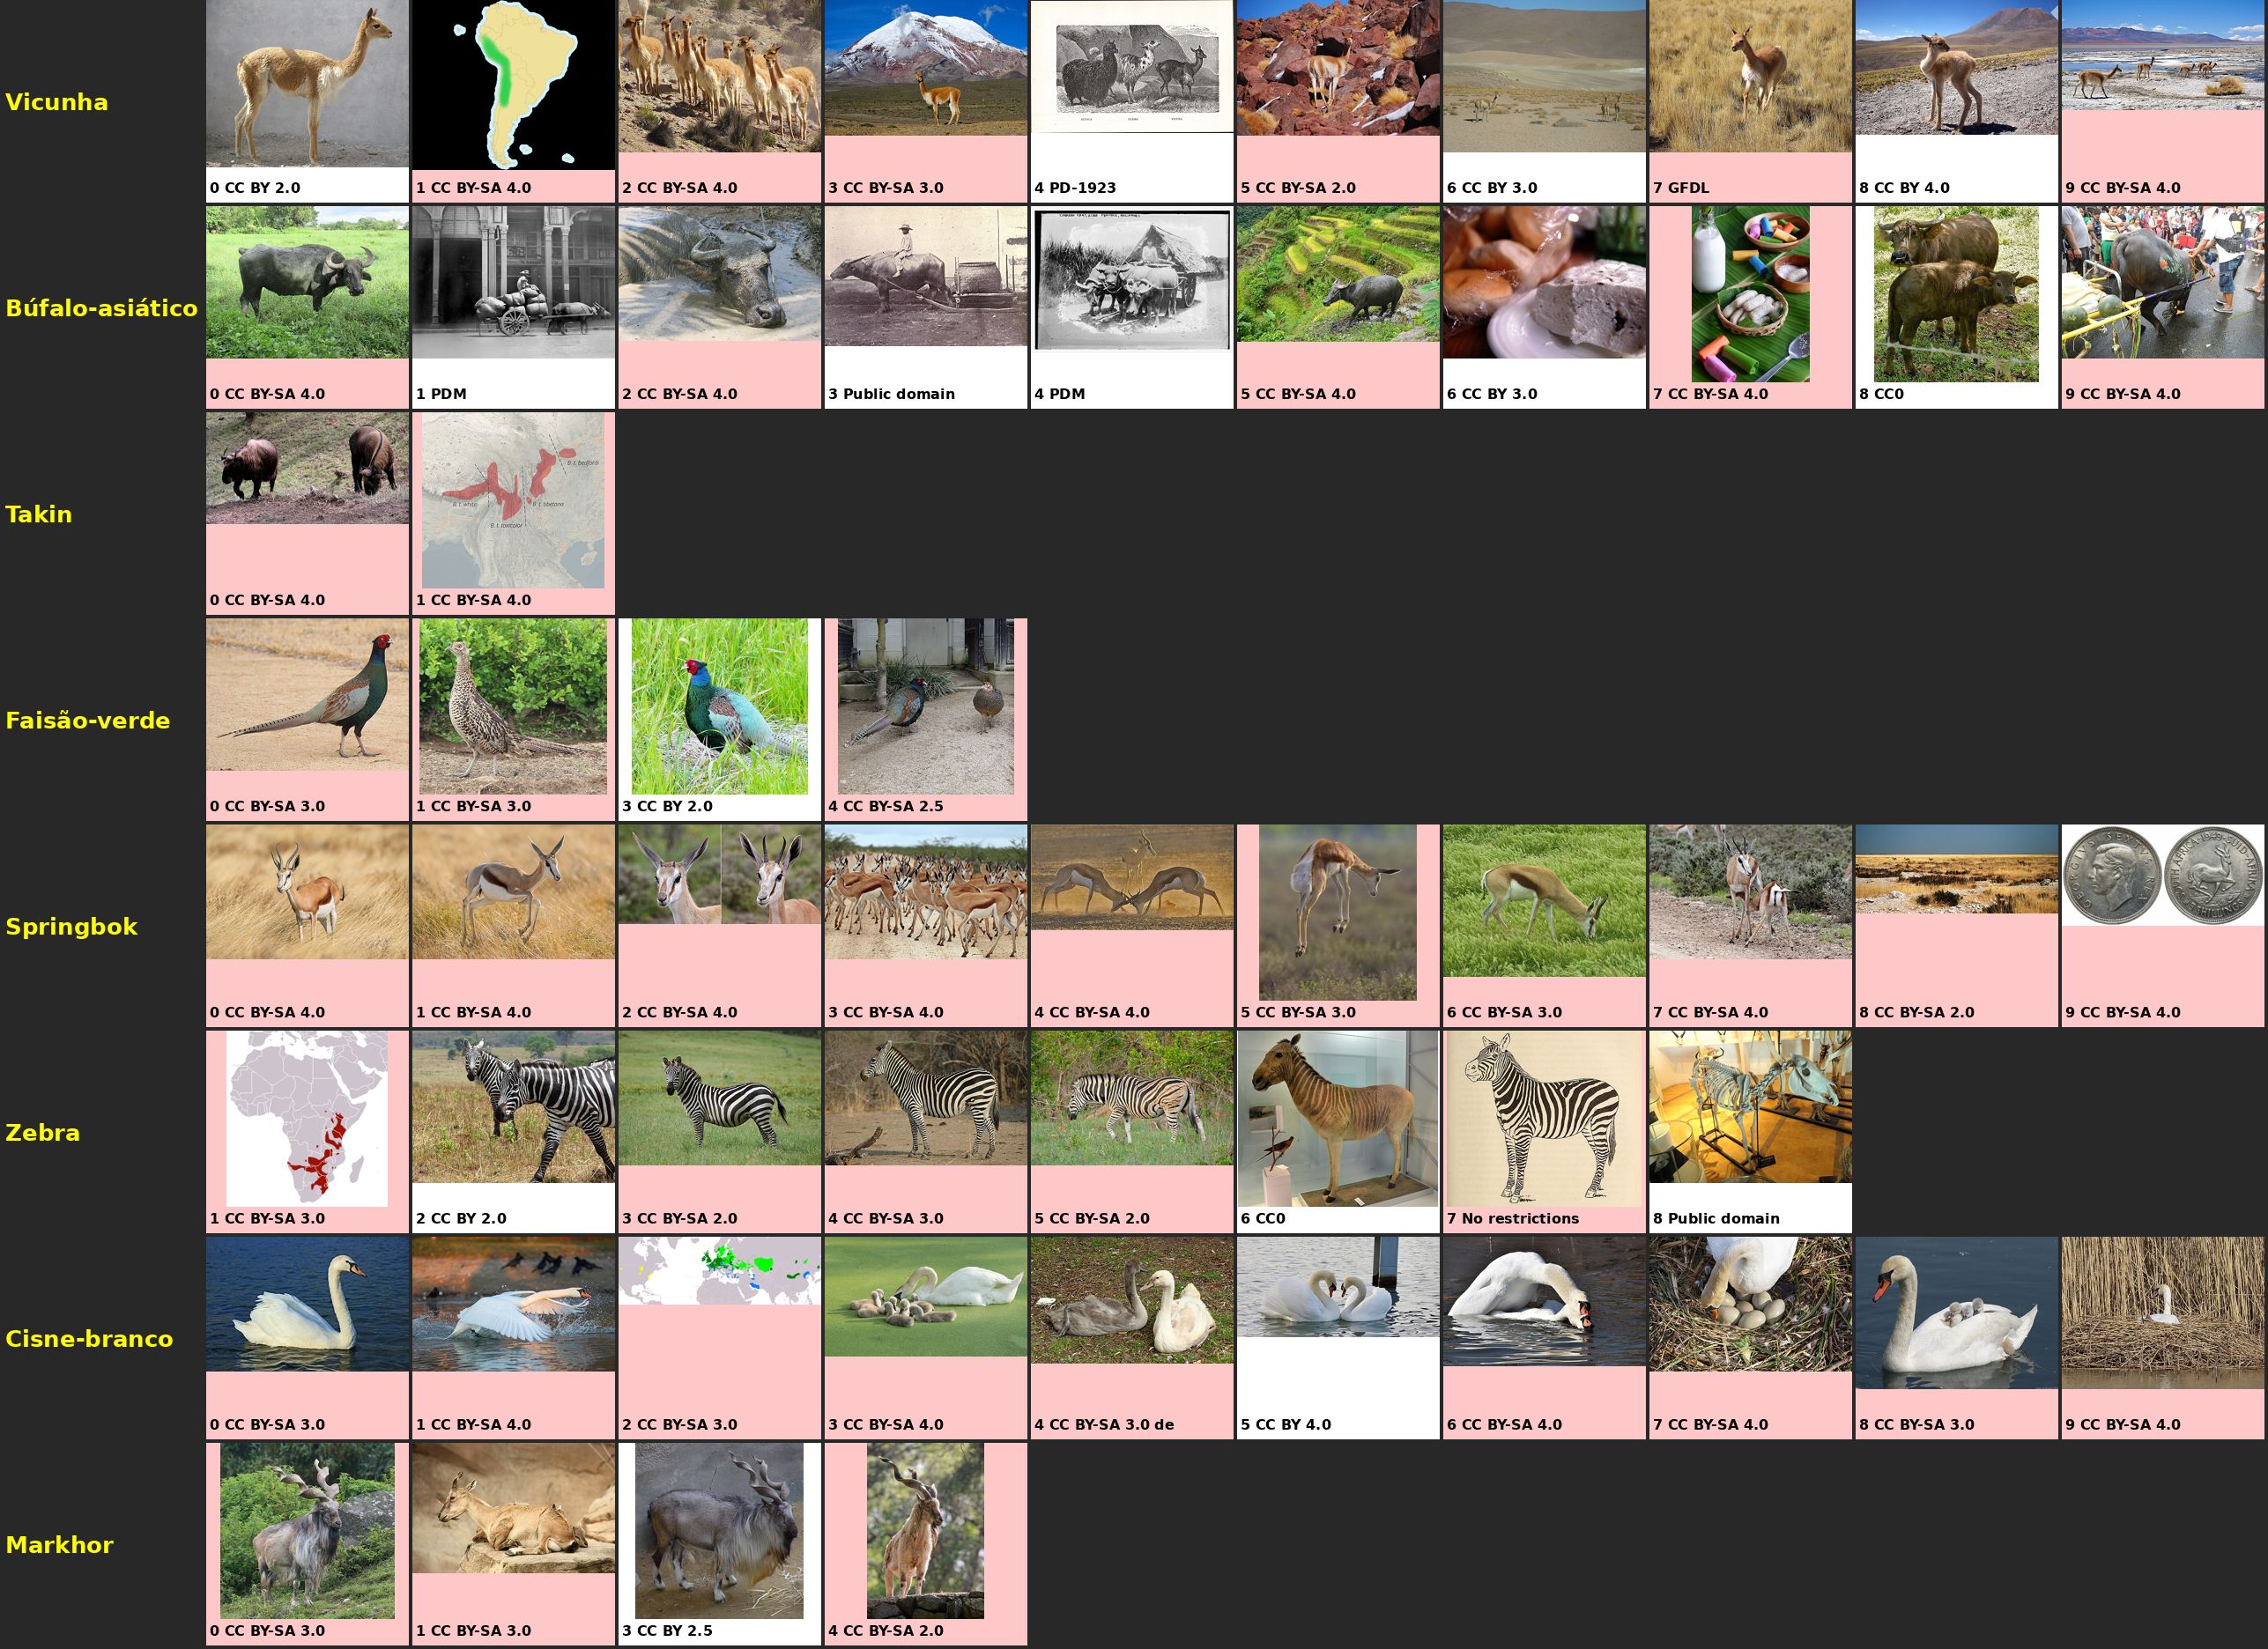 Vicunha
0 CC BY 2.0
1 CC BY-SA 4.0
2 CC BY-SA 4.0
3 CC BY-SA 3.0
4 PD-1923
5 CC BY-SA 2.0
6 CC BY 3.0
7 GFDL
8 CC BY 4.0
9 CC BY-SA 4.0
Búfalo-asiático
0 CC BY-SA 4.0
1 PDM
2 CC BY-SA 4.0
3 Public domain
4 PDM
5 CC BY-SA 4.0
6 CC BY 3.0
7 CC BY-SA 4.0
8 CC0
9 CC BY-SA 4.0
Takin
B. t. bedfordi
B. t. whitei
B. t. tibetana
B. t. taxicolor
0 CC BY-SA 4.0
1 CC BY-SA 4.0
Faisão-verde
0 CC BY-SA 3.0
1 CC BY-SA 3.0
3 CC BY 2.0
4 CC BY-SA 2.5
Springbok
0 CC BY-SA 4.0
1 CC BY-SA 4.0
2 CC BY-SA 4.0
3 CC BY-SA 4.0
4 CC BY-SA 4.0
5 CC BY-SA 3.0
6 CC BY-SA 3.0
7 CC BY-SA 4.0
8 CC BY-SA 2.0
9 CC BY-SA 4.0
Zebra
1 CC BY-SA 3.0
2 CC BY 2.0
3 CC BY-SA 2.0
4 CC BY-SA 3.0
5 CC BY-SA 2.0
6 CC0
7 No restrictions
8 Public domain
Cisne-branco
0 CC BY-SA 3.0
1 CC BY-SA 4.0
2 CC BY-SA 3.0
3 CC BY-SA 4.0
4 CC BY-SA 3.0 de
5 CC BY 4.0
6 CC BY-SA 4.0
7 CC BY-SA 4.0
8 CC BY-SA 3.0
9 CC BY-SA 4.0
Markhor
0 CC BY-SA 3.0
1 CC BY-SA 3.0
3 CC BY 2.5
4 CC BY-SA 2.0